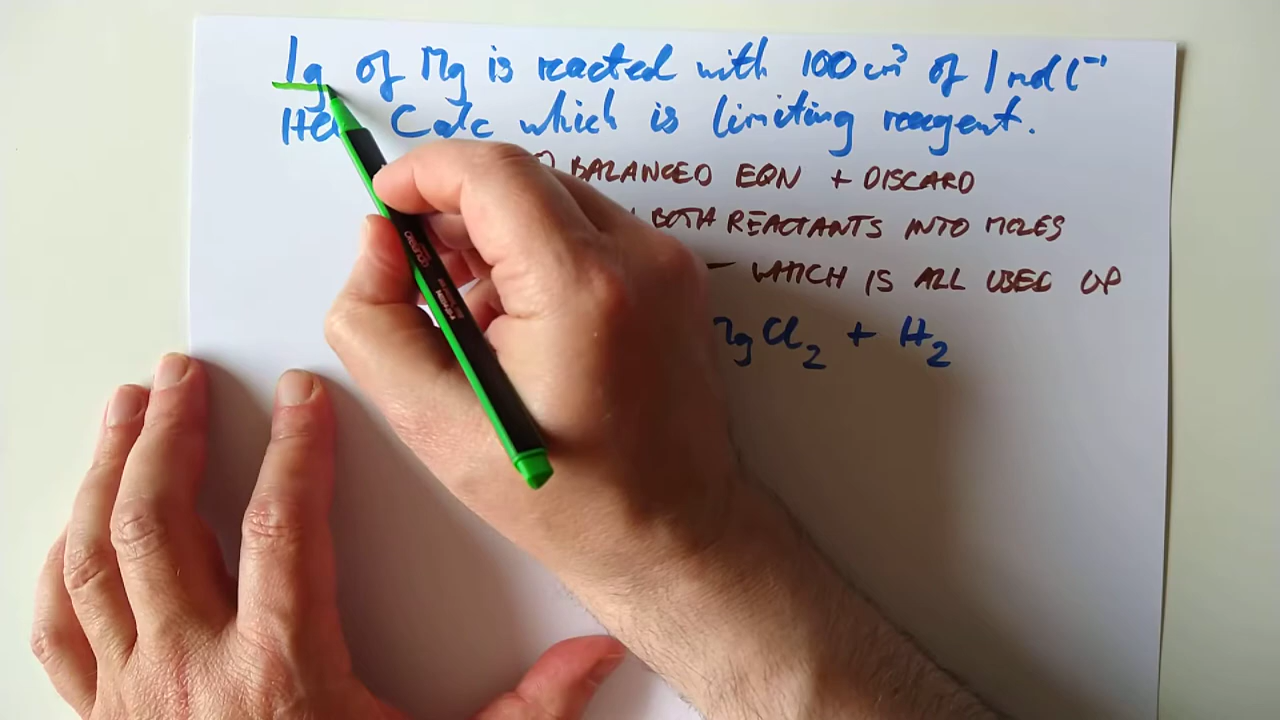 1g of Mg is reacted with 100 cm³ of 1 mol l⁻¹
HCl Calc which is limiting reagent.
BALANCED EQN + DISCARD
BOTH REACTANTS INTO MOLES
— WHICH IS ALL USED UP
MgCl₂ + H₂